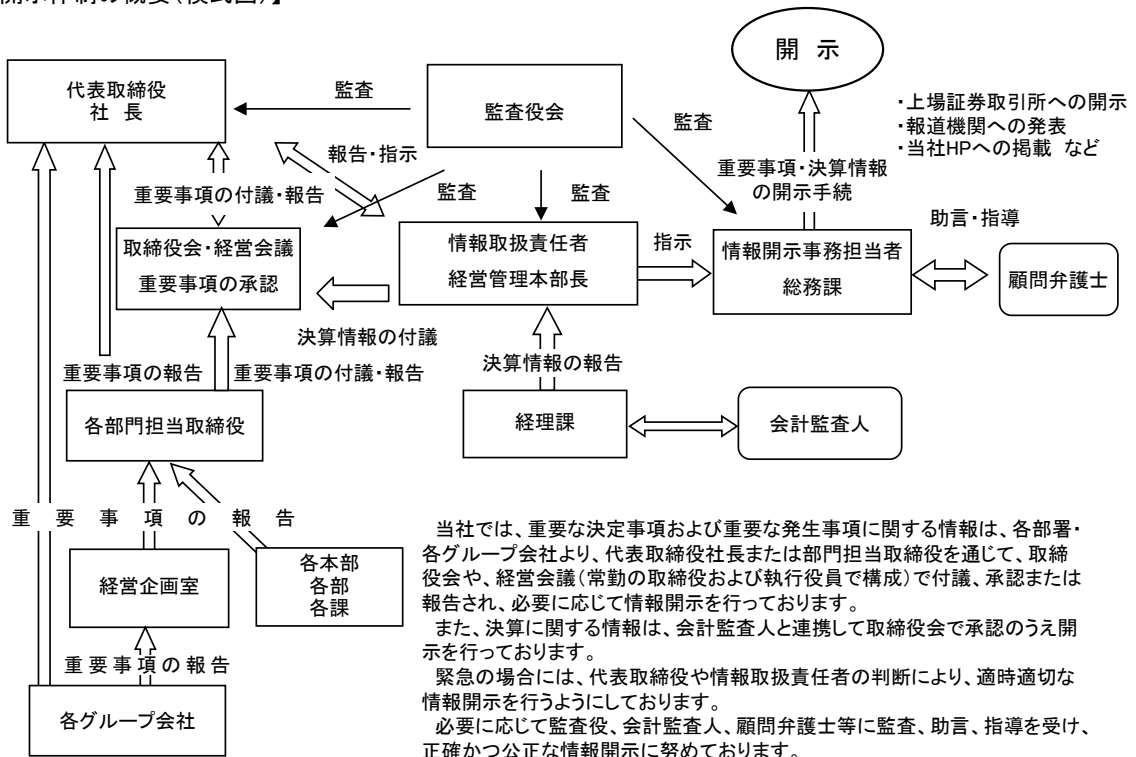 開示体制の概要(模式図)】
開 示
代表取締役
社 長
監査
監査役会
監査
・上場証券取引所への開示
・報道機関への発表
・当社HPへの掲載 など
報告・指示
重要事項・決算情報
の開示手続
重要事項の付議・報告
監査
監査
助言・指導
取締役会・経営会議
重要事項の承認
情報取扱責任者
経営管理本部長
指示
情報開示事務担当者
総務課
顧問弁護士
決算情報の付議
重要事項の報告
重要事項の付議・報告
決算情報の報告
各部門担当取締役
経理課
会計監査人
重 要 事 項 の 報 告
経営企画室
各本部
各部
各課
重要事項の報告
各グループ会社
当社では、重要な決定事項および重要な発生事項に関する情報は、各部署・
各グループ会社より、代表取締役社長または部門担当取締役を通じて、取締
役会や、経営会議(常勤の取締役および執行役員で構成)で付議、承認または
報告され、必要に応じて情報開示を行っております。
また、決算に関する情報は、会計監査人と連携して取締役会で承認のうえ開
示を行っております。
緊急の場合には、代表取締役や情報取扱責任者の判断により、適時適切な
情報開示を行うようにしております。
必要に応じて監査役、会計監査人、顧問弁護士等に監査、助言、指導を受け、
正確かつ公正な情報開示に努めております。